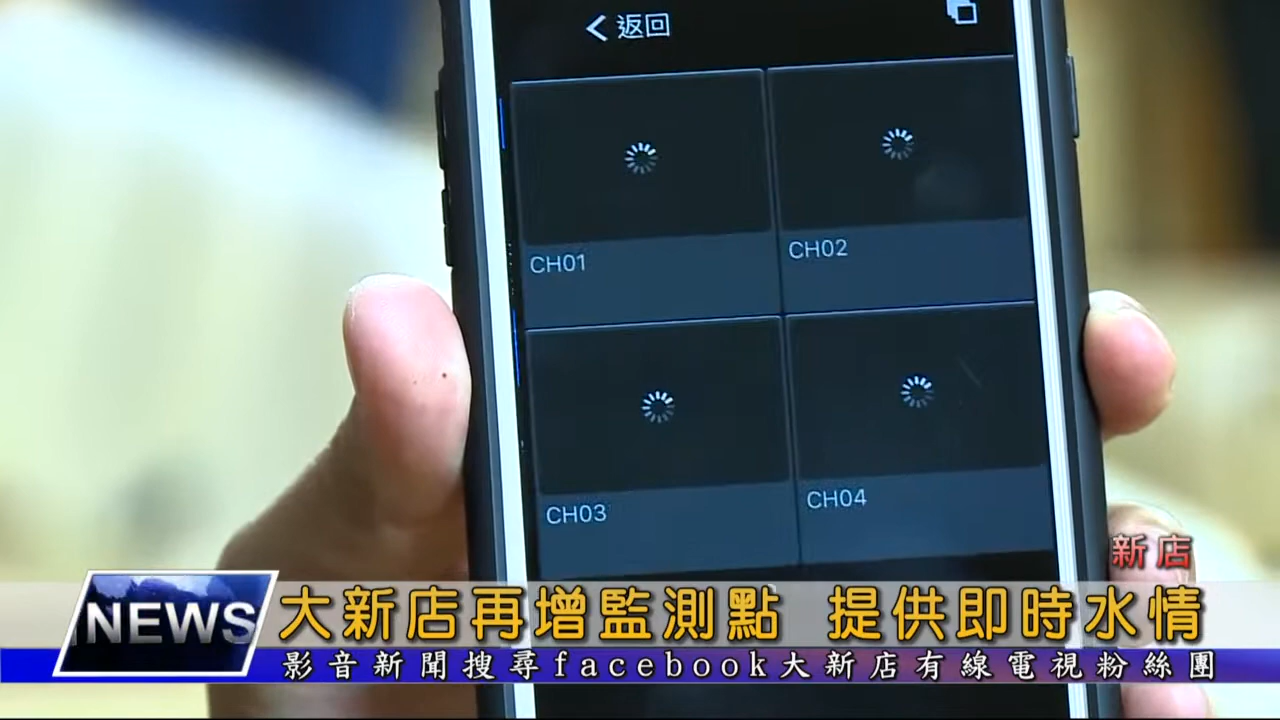 返回
CH01
CH02
CH03
CH04
新店
NEWS
大新店再增監測點 提供即時水情
影音新聞搜尋facebook大新店有線電視粉絲團